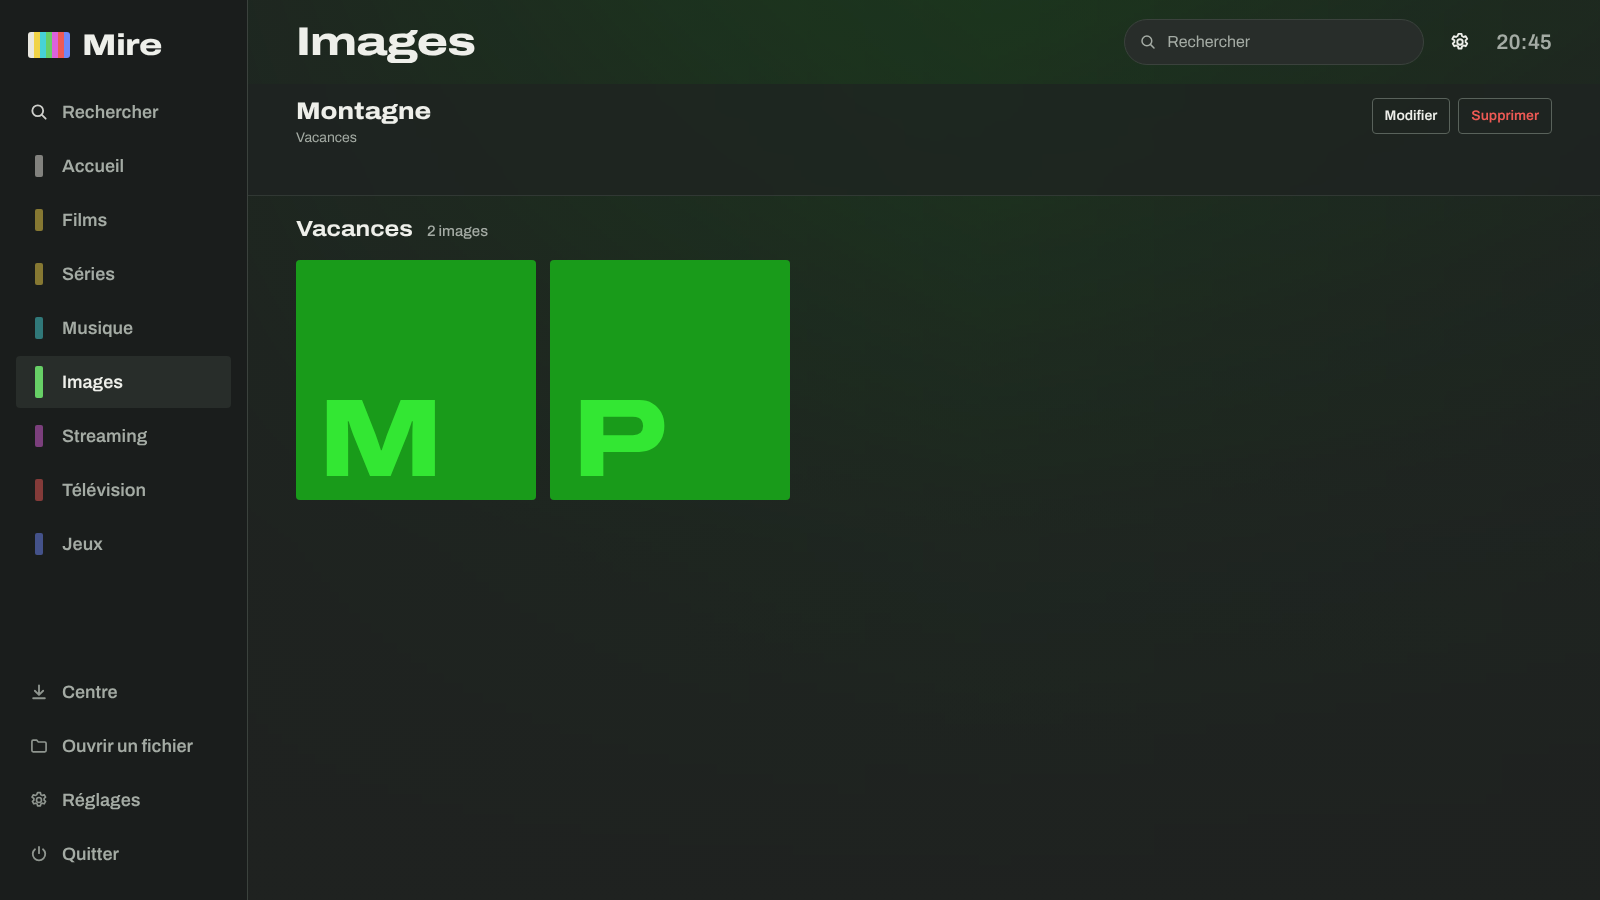 Mire
Rechercher
Accueil
Films
Séries
Musique
Images
Streaming
Télévision
Jeux
Centre
Ouvrir un fichier
Réglages
Quitter
Images
Rechercher
20:45
Montagne
Vacances
Modifier
Supprimer
Vacances 2 images
M
P